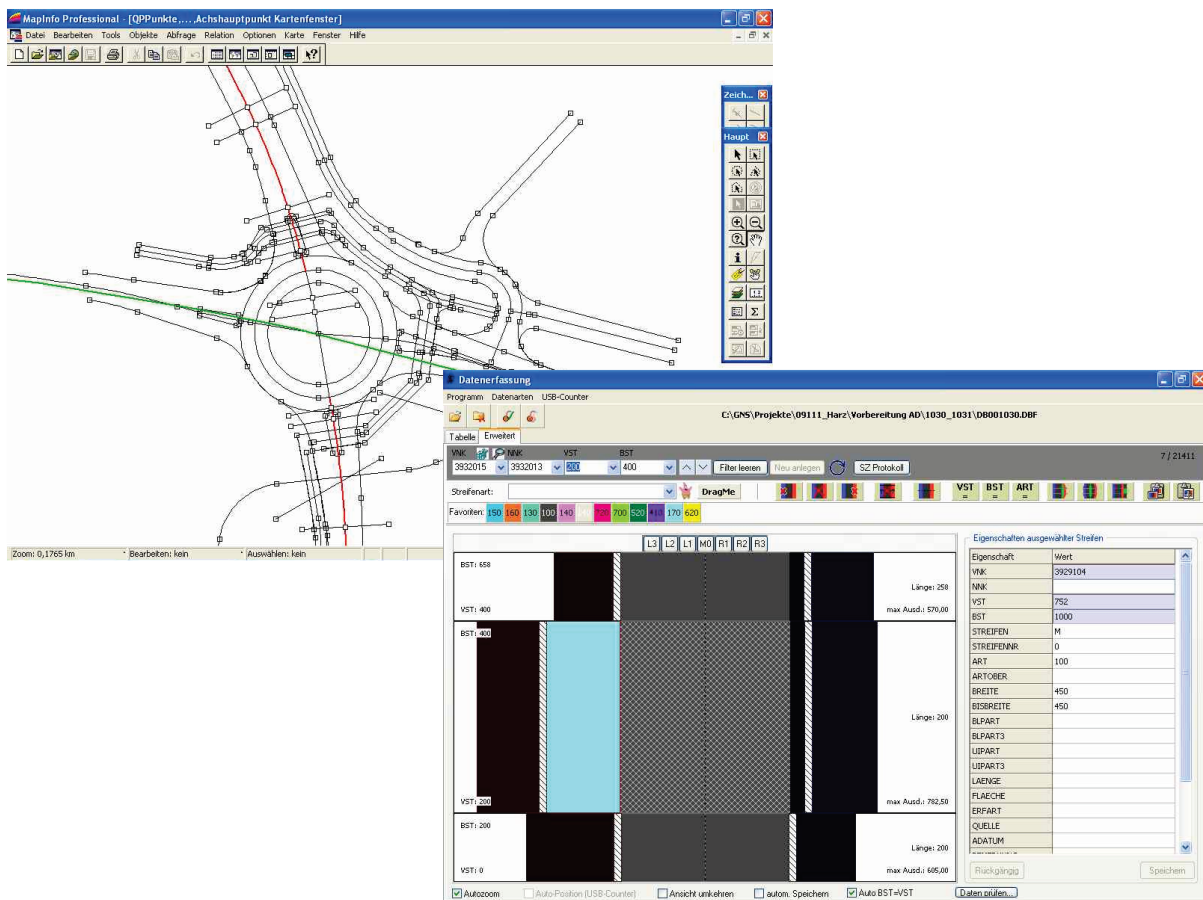 MapInfo Professional - [QPPunkte,...,Achshauptpunkt Kartenfenster]
Datei Bearbeiten Tools Objekte Abfrage Relation Optionen Karte Fenster Hilfe
Zeich...
Haupt
Zoom: 0,1765 km
Bearbeiten: kein
Auswählen: kein
Datenerfassung
Programm Datenarten USB-Counter
C:\GNS\Projekte\09111_Harz\Vorbereitung AD\1030_1031\DB001030.DBF
Tabelle Erweitert
VNK NNK VST BST
3932015 3932013 200 400 Filter leeren Neu anlegen SZ Protokoll
7 / 21411
Streifenart: DragMe VST = BST = ART =
Favoriten: 150 160 130 100 140 720 700 520 410 170 620
L3 L2 L1 M0 R1 R2 R3
BST: 658
Länge: 258
VST: 400
max Ausd.: 570,00
BST: 400
Länge: 200
VST: 200
max Ausd.: 782,50
BST: 200
Länge: 200
VST: 0
max Ausd.: 605,00
Eigenschaften ausgewählter Streifen
Eigenschaft Wert
VNK 3929104
NNK
VST 752
BST 1000
STREIFEN M
STREIFENNR 0
ART 100
ARTOBER
BREITE 450
BISBREITE 450
BLPART
BLPART3
UIPART
UIPART3
LAENGE
FLAECHE
ERFART
QUELLE
ADATUM
Rückgängig Speichern
Autozoom Auto-Position (USB-Counter) Ansicht umkehren autom. Speichern Auto BST=VST Daten prüfen...